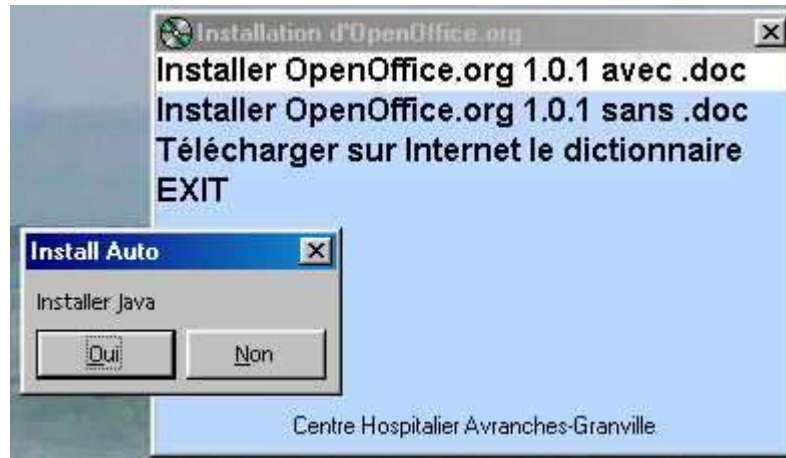 Installation d'OpenOffice.org
Installer OpenOffice.org 1.0.1 avec .doc
Installer OpenOffice.org 1.0.1 sans .doc
Télécharger sur Internet le dictionnaire
EXIT
Install Auto
Installer Java
Oui
Non
Centre Hospitalier Avranches-Granville